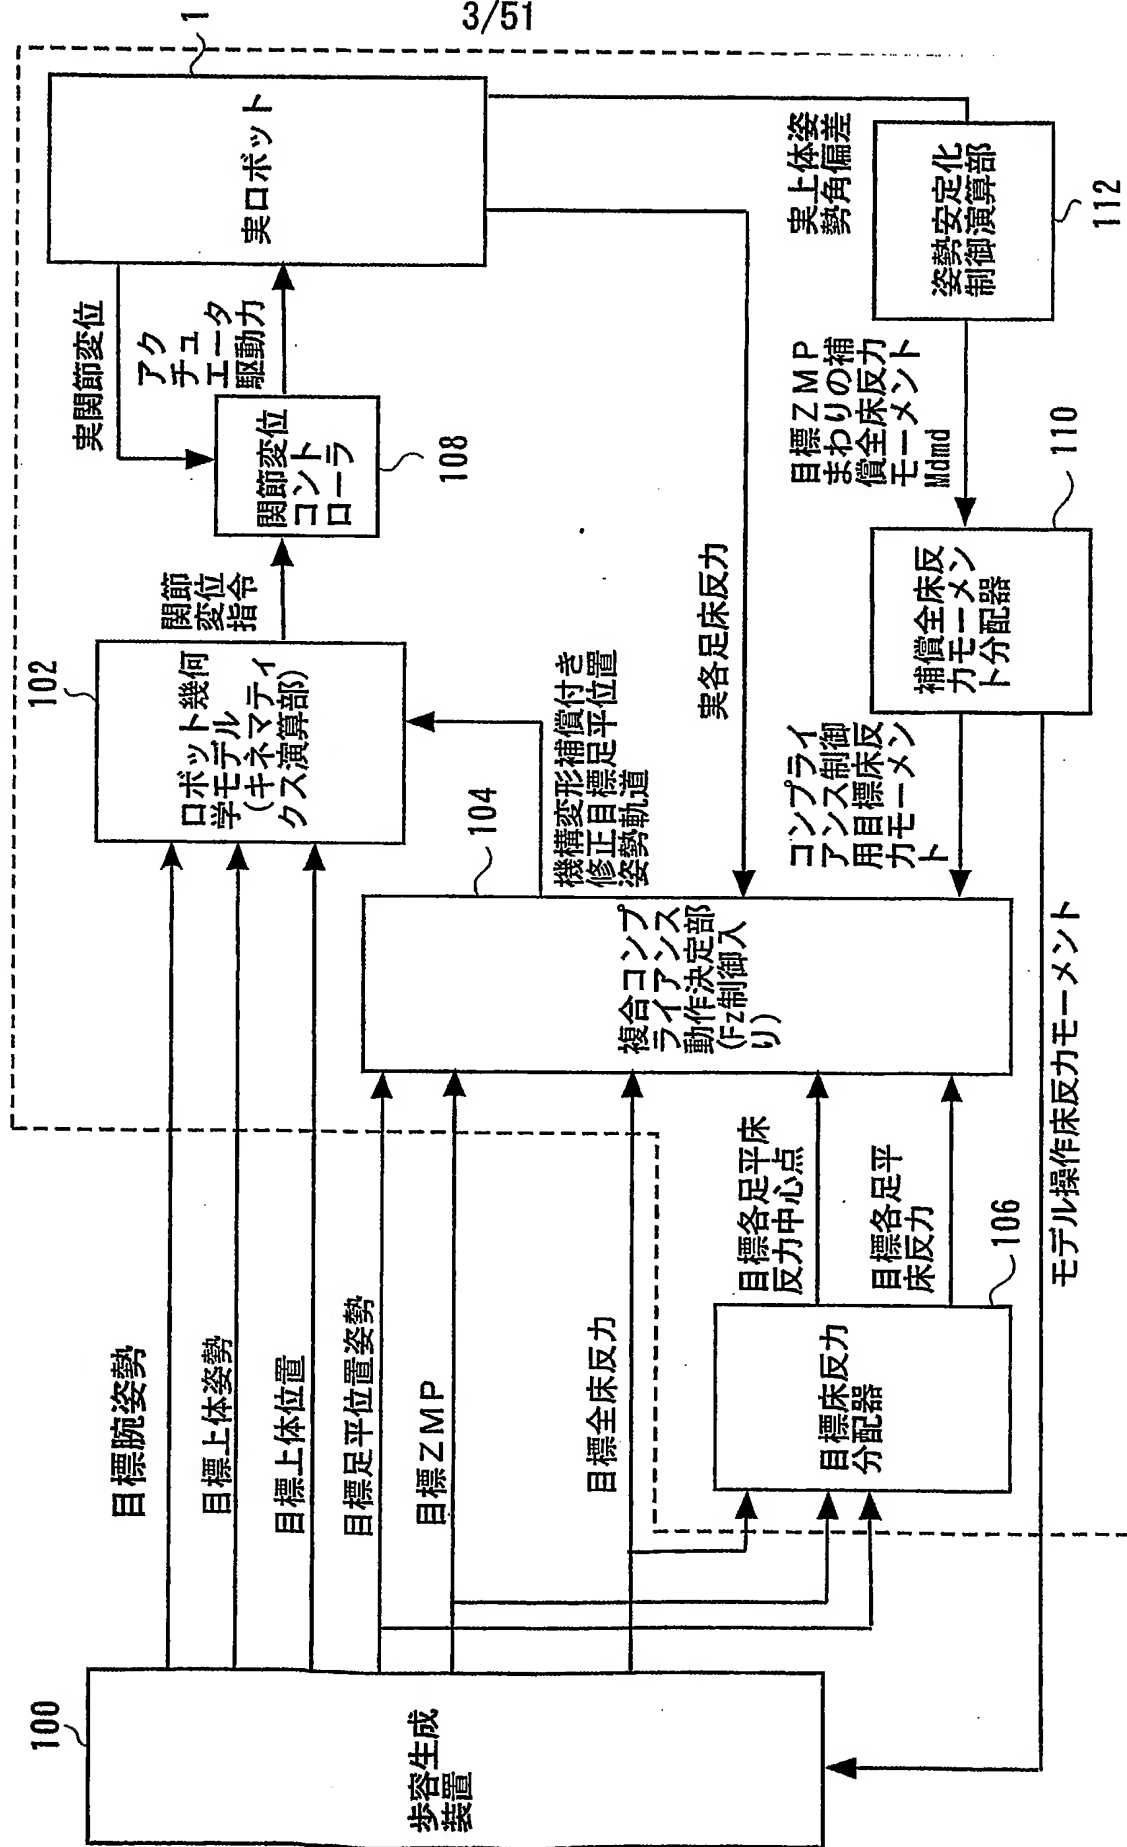 3/51
100
歩容生成
装置
目標腕姿勢
目標上体姿勢
目標上体位置
目標足平位置姿勢
目標ZMP
目標全床反力
102
ロボット幾何
学モデル
(キネマティ
クス演算部)
関節
変位
指令
実関節変位
アク
チュ
エータ
駆動力
関節変位
コント
ローラ
108
1
実ロボット
104
機構変形補償付き
修正目標足平位置
姿勢軌道
複合コンプ
ライアンス
動作決定部
(Fz制御入
り)
実各足床反力
目標床反力
分配器
106
目標各足平床
反力中心点
目標各足平
床反力
コンプライ
アンス制御
用目標床反
力モーメン
ト
補償全床反
力モーメン
ト分配器
110
目標ZMP
まわりの補
償全床反力
モーメント
Mdmd
実上体姿
勢角偏差
姿勢安定化
制御演算部
112
モデル操作床反力モーメント